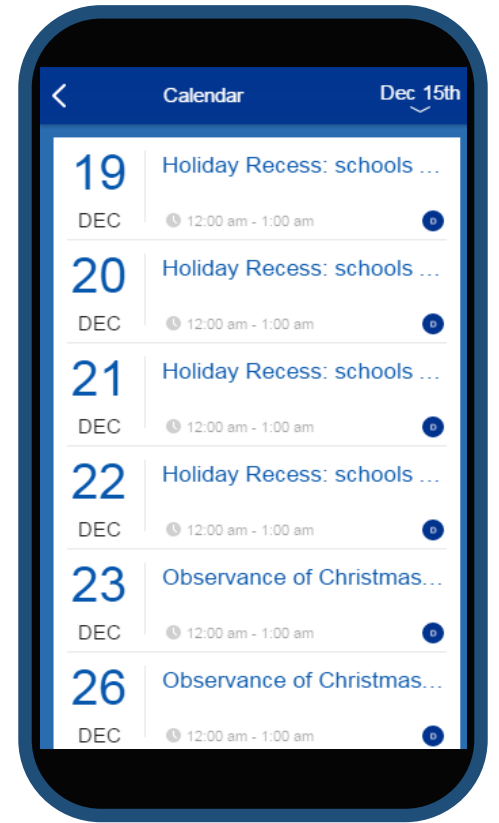 Calendar
Dec 15th
19
Holiday Recess: schools ...
DEC
12:00 am - 1:00 am
D
20
Holiday Recess: schools ...
DEC
12:00 am - 1:00 am
D
21
Holiday Recess: schools ...
DEC
12:00 am - 1:00 am
D
22
Holiday Recess: schools ...
DEC
12:00 am - 1:00 am
D
23
Observance of Christmas...
DEC
12:00 am - 1:00 am
D
26
Observance of Christmas...
DEC
12:00 am - 1:00 am
D